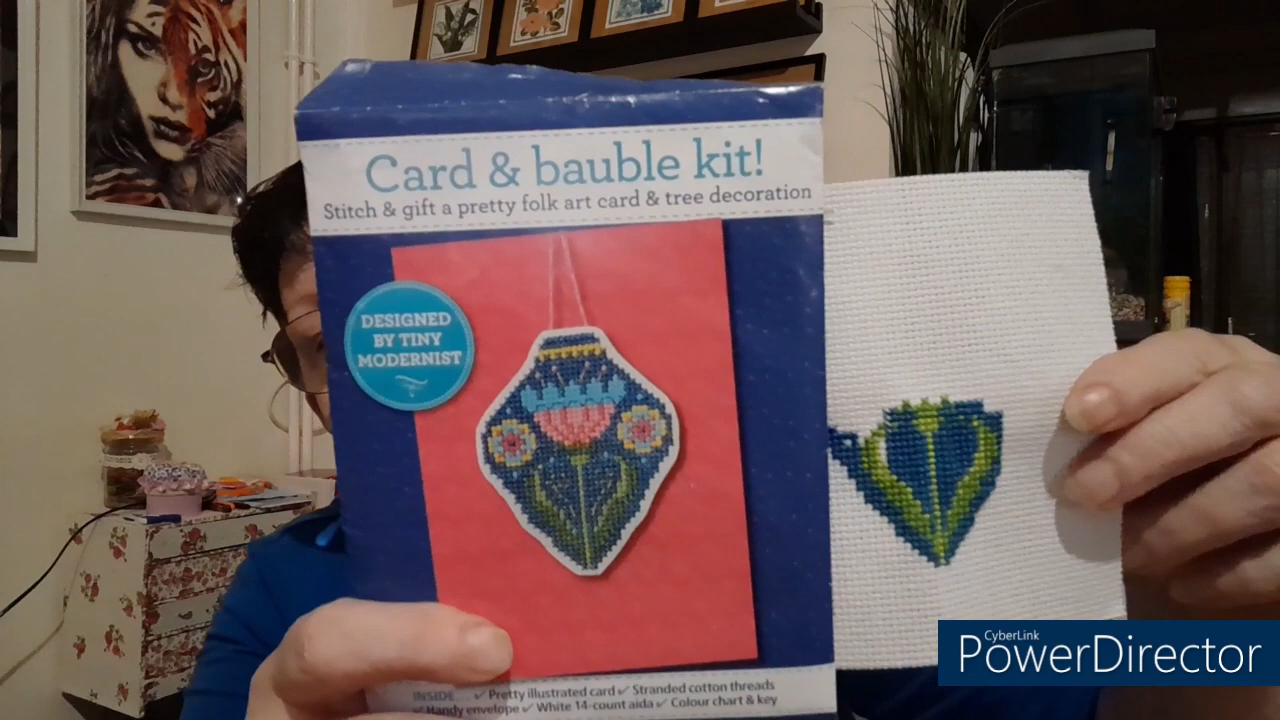 Card & bauble kit!
Stitch & gift a pretty folk art card & tree decoration
DESIGNED
BY TINY
MODERNIST
INSIDE ✓ Pretty illustrated card ✓ Stranded cotton threads
✓ Handy envelope ✓ White 14-count aida ✓ Colour chart & key
CyberLink
PowerDirector